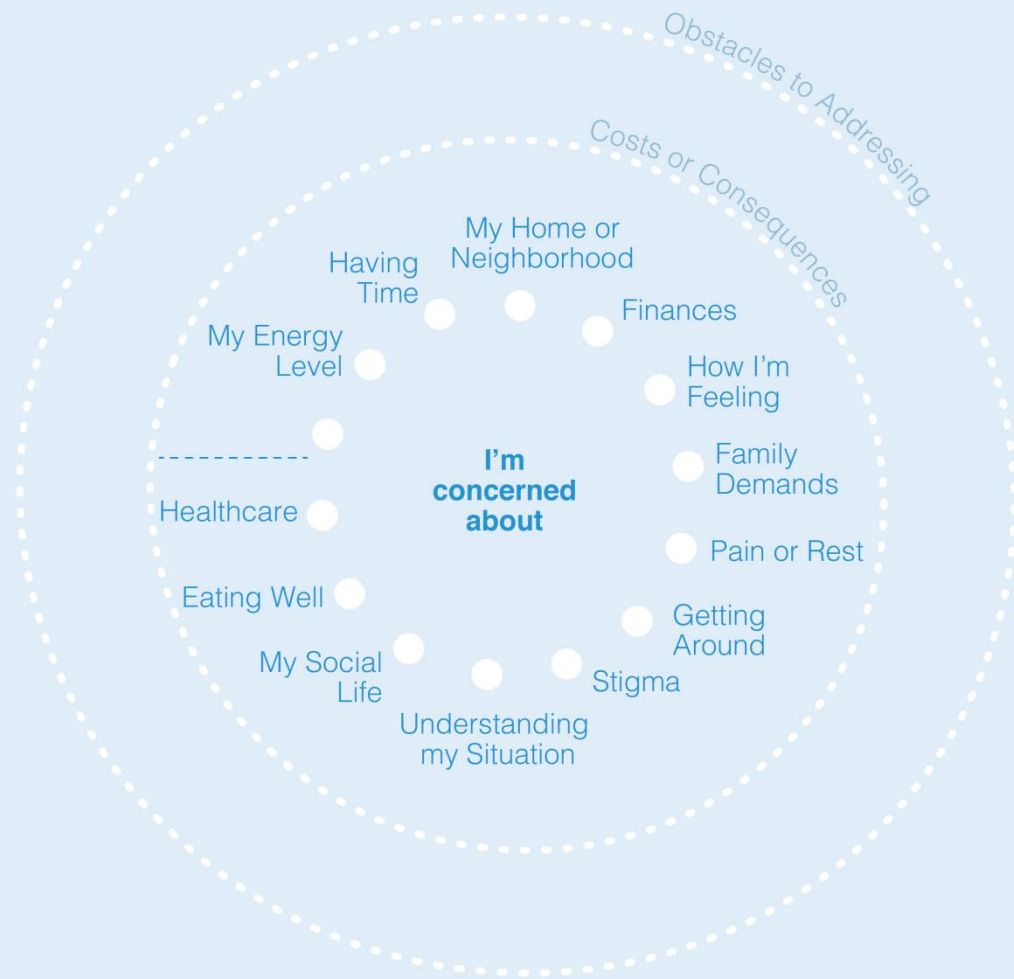 Obstacles to Addressing
Costs or Consequences
My Home or
Neighborhood
Having
Time
Finances
My Energy
Level
How I'm
Feeling
I'm
concerned
about
Family
Demands
Healthcare
Pain or Rest
Eating Well
Getting
Around
My Social
Life
Stigma
Understanding
my Situation